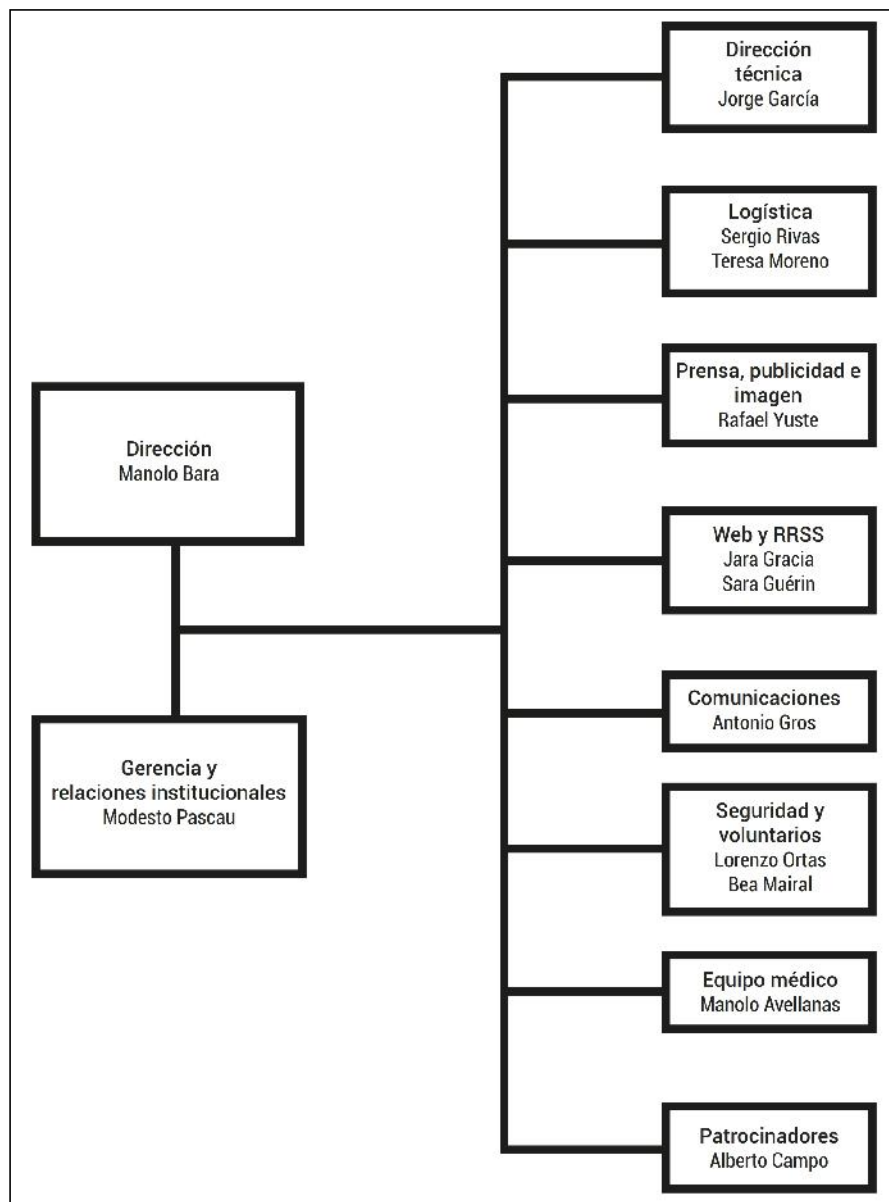 Dirección
Manolo Bara
Gerencia y
relaciones institucionales
Modesto Pascau
Dirección
técnica
Jorge García
Logística
Sergio Rivas
Teresa Moreno
Prensa, publicidad e
imagen
Rafael Yuste
Web y RRSS
Jara Gracia
Sara Guérin
Comunicaciones
Antonio Gros
Seguridad y
voluntarios
Lorenzo Ortas
Bea Mairal
Equipo médico
Manolo Avellanas
Patrocinadores
Alberto Campo